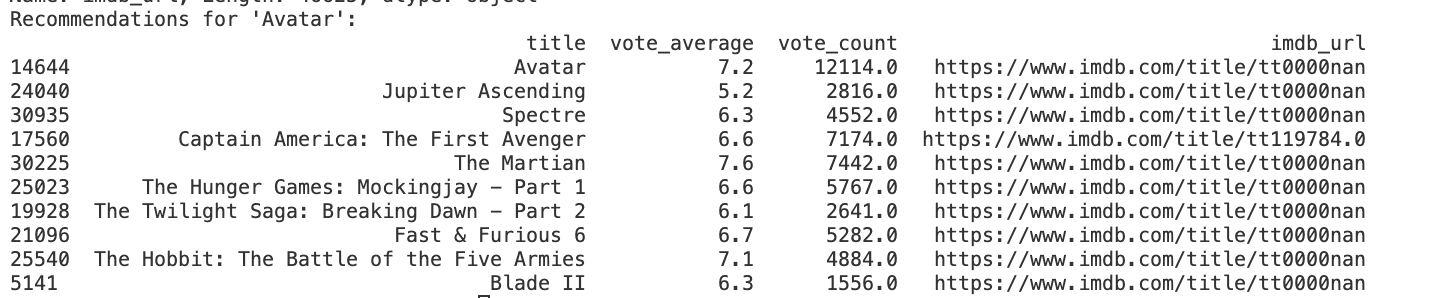 Name: imdb_url, Length: 46628, dtype: object
Recommendations for 'Avatar':
title vote_average vote_count imdb_url
14644 Avatar 7.2 12114.0 https://www.imdb.com/title/tt0000nan
24040 Jupiter Ascending 5.2 2816.0 https://www.imdb.com/title/tt0000nan
30935 Spectre 6.3 4552.0 https://www.imdb.com/title/tt0000nan
17560 Captain America: The First Avenger 6.6 7174.0 https://www.imdb.com/title/tt119784.0
30225 The Martian 7.6 7442.0 https://www.imdb.com/title/tt0000nan
25023 The Hunger Games: Mockingjay - Part 1 6.6 5767.0 https://www.imdb.com/title/tt0000nan
19928 The Twilight Saga: Breaking Dawn - Part 2 6.1 2641.0 https://www.imdb.com/title/tt0000nan
21096 Fast & Furious 6 6.7 5282.0 https://www.imdb.com/title/tt0000nan
25540 The Hobbit: The Battle of the Five Armies 7.1 4884.0 https://www.imdb.com/title/tt0000nan
5141 Blade II 6.3 1556.0 https://www.imdb.com/title/tt0000nan